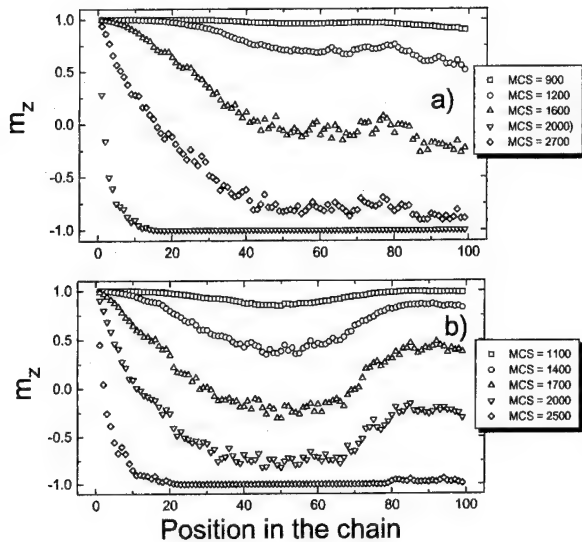 1.0
0.5
0.0
-0.5
-1.0
m_z
a)
□ MCS = 900
○ MCS = 1200
△ MCS = 1600
▽ MCS = 2000)
◇ MCS = 2700
0 20 40 60 80 100
1.0
0.5
0.0
-0.5
-1.0
m_z
b)
□ MCS = 1100
○ MCS = 1400
△ MCS = 1700
▽ MCS = 2000
◇ MCS = 2500
0 20 40 60 80 100
Position in the chain